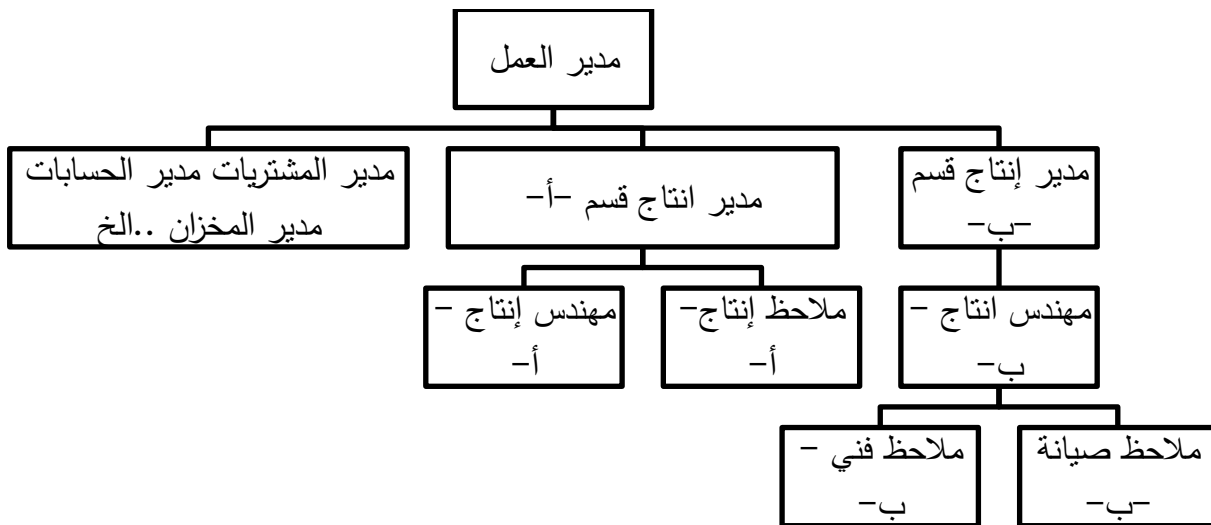 مدير العمل
مدير إنتاج قسم
-ب-
مدير انتاج قسم -أ-
مدير المشتريات مدير الحسابات
مدير المخزان ..الخ
مهندس انتاج -
ب-
ملاحظ إنتاج-
أ-
مهندس إنتاج -
أ-
ملاحظ صيانة
-ب-
ملاحظ فني -
ب-